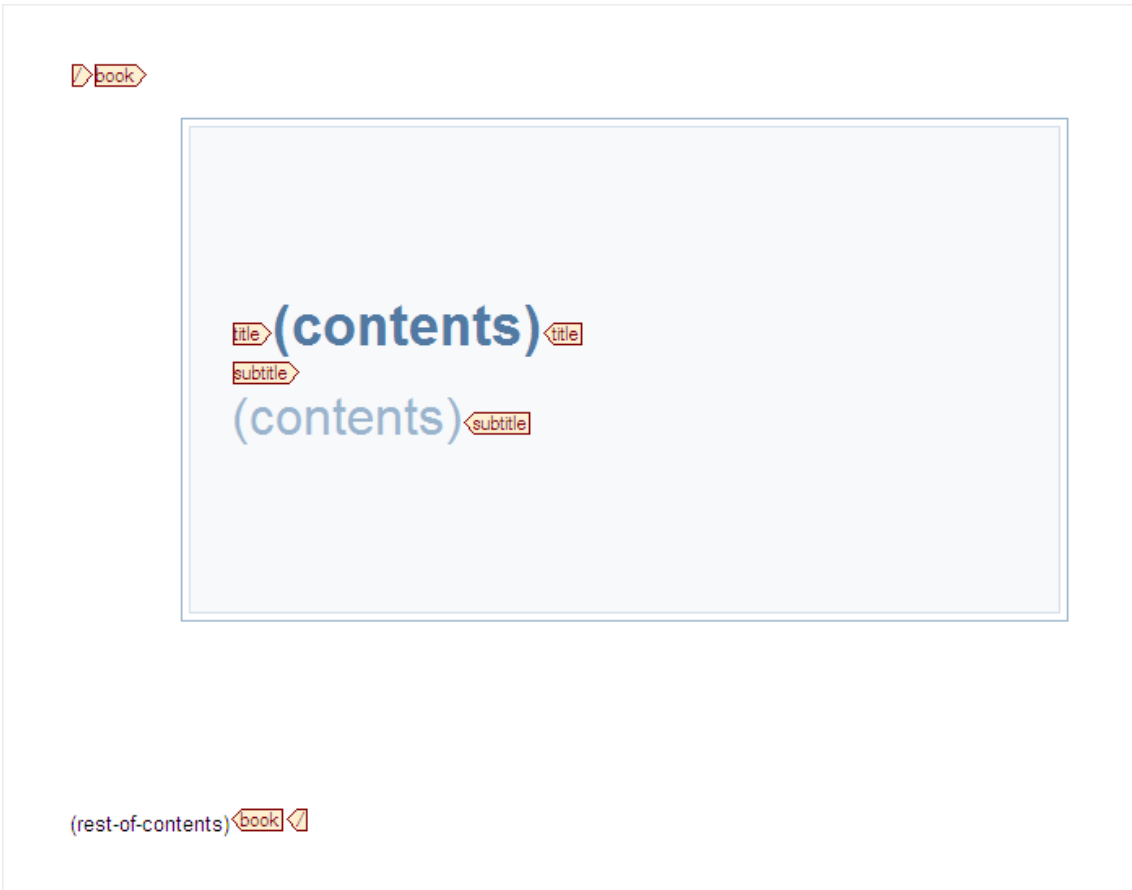 / book
title (contents) title
subtitle
(contents) subtitle
(rest-of-contents) book /